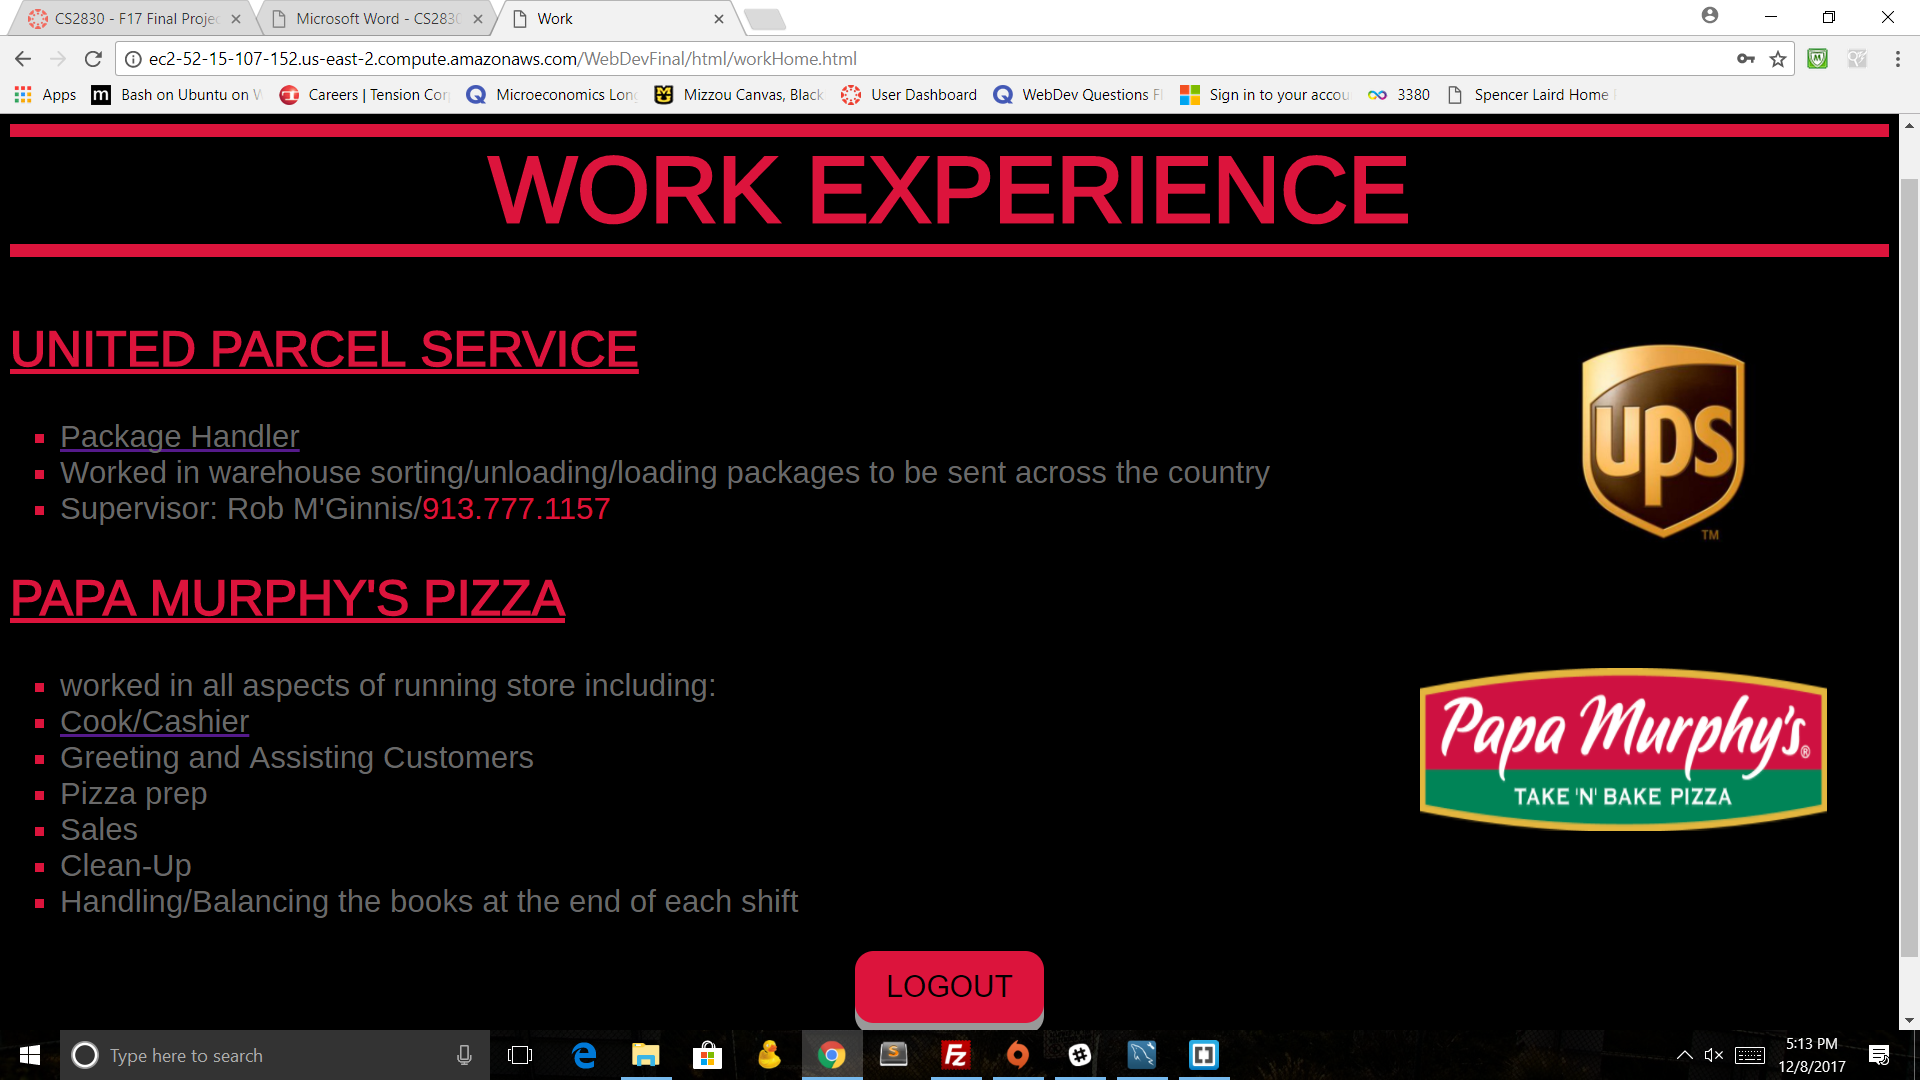 CS2830 - F17 Final Projec
Microsoft Word - CS2830
Work
ec2-52-15-107-152.us-east-2.compute.amazonaws.com/WebDevFinal/html/workHome.html
Apps
Bash on Ubuntu on W
Careers | Tension Corp
Microeconomics Long
Mizzou Canvas, Black
User Dashboard
WebDev Questions Fl
Sign in to your accou
3380
Spencer Laird Home
WORK EXPERIENCE
UNITED PARCEL SERVICE
Package Handler
Worked in warehouse sorting/unloading/loading packages to be sent across the country
Supervisor: Rob M'Ginnis/913.777.1157
ups
TM
PAPA MURPHY'S PIZZA
worked in all aspects of running store including:
Cook/Cashier
Greeting and Assisting Customers
Pizza prep
Sales
Clean-Up
Handling/Balancing the books at the end of each shift
Papa Murphy's®
TAKE 'N' BAKE PIZZA
LOGOUT
Type here to search
5:13 PM
12/8/2017